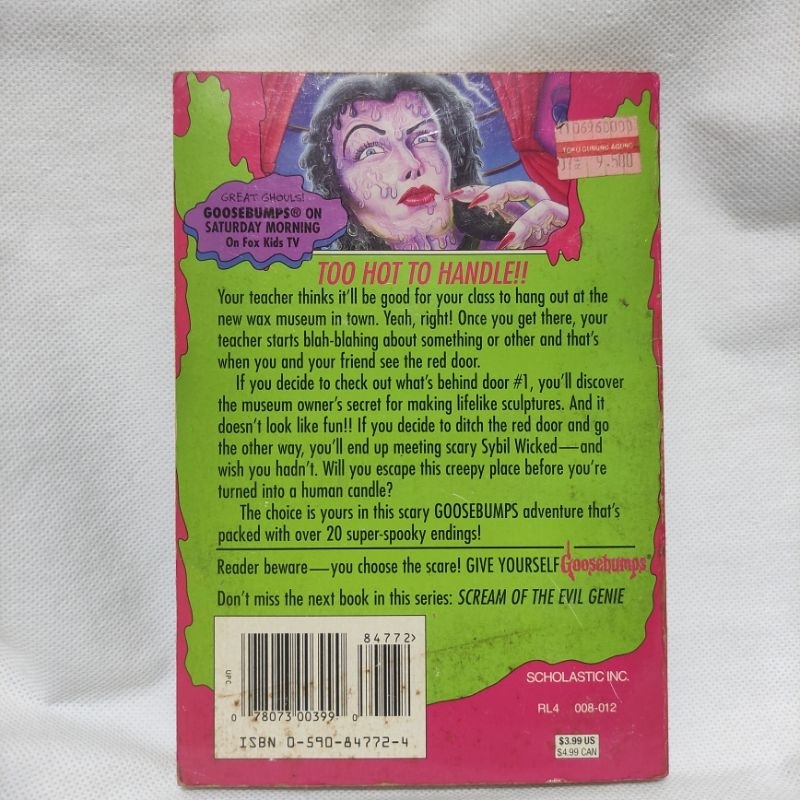 1069600
TOKO GUNUNG AGUNG
9.500
GREAT GHOULS!
GOOSEBUMPS® ON
SATURDAY MORNING
On Fox Kids TV
TOO HOT TO HANDLE!!
Your teacher thinks it'll be good for your class to hang out at the
new wax museum in town. Yeah, right! Once you get there, your
teacher starts blah-blahing about something or other and that's
when you and your friend see the red door.
If you decide to check out what's behind door #1, you'll discover
the museum owner's secret for making lifelike sculptures. And it
doesn't look like fun!! If you decide to ditch the red door and go
the other way, you'll end up meeting scary Sybil Wicked—and
wish you hadn't. Will you escape this creepy place before you're
turned into a human candle?
The choice is yours in this scary GOOSEBUMPS adventure that's
packed with over 20 super-spooky endings!
Reader beware—you choose the scare! GIVE YOURSELF Goosebumps®
Don't miss the next book in this series: SCREAM OF THE EVIL GENIE
84772>
UPC
0 78073 00399 0
ISBN 0-590-84772-4
SCHOLASTIC INC.
RL4 008-012
$3.99 US
$4.99 CAN